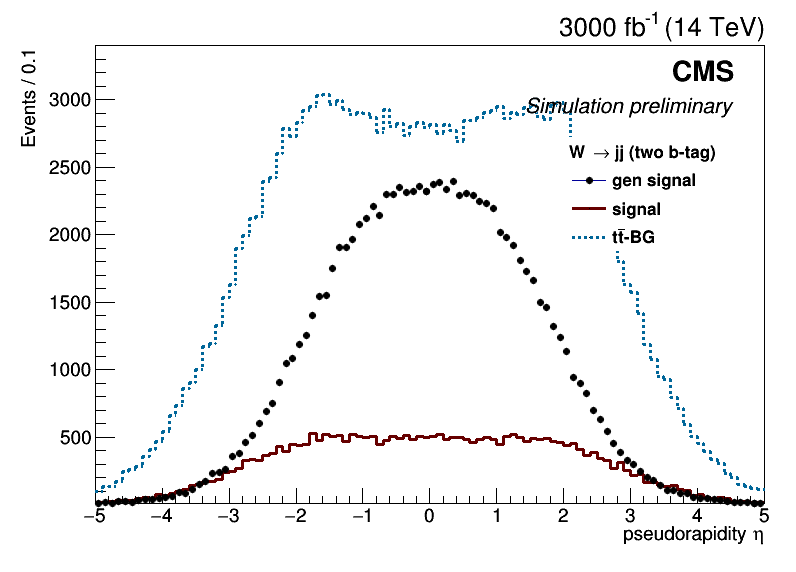 3000 fb⁻¹ (14 TeV)
CMS
Simulation preliminary
W → jj (two b-tag)
gen signal
signal
tt̄-BG
Events / 0.1
3000
2500
2000
1500
1000
500
−5 −4 −3 −2 −1 0 1 2 3 4 5
pseudorapidity η